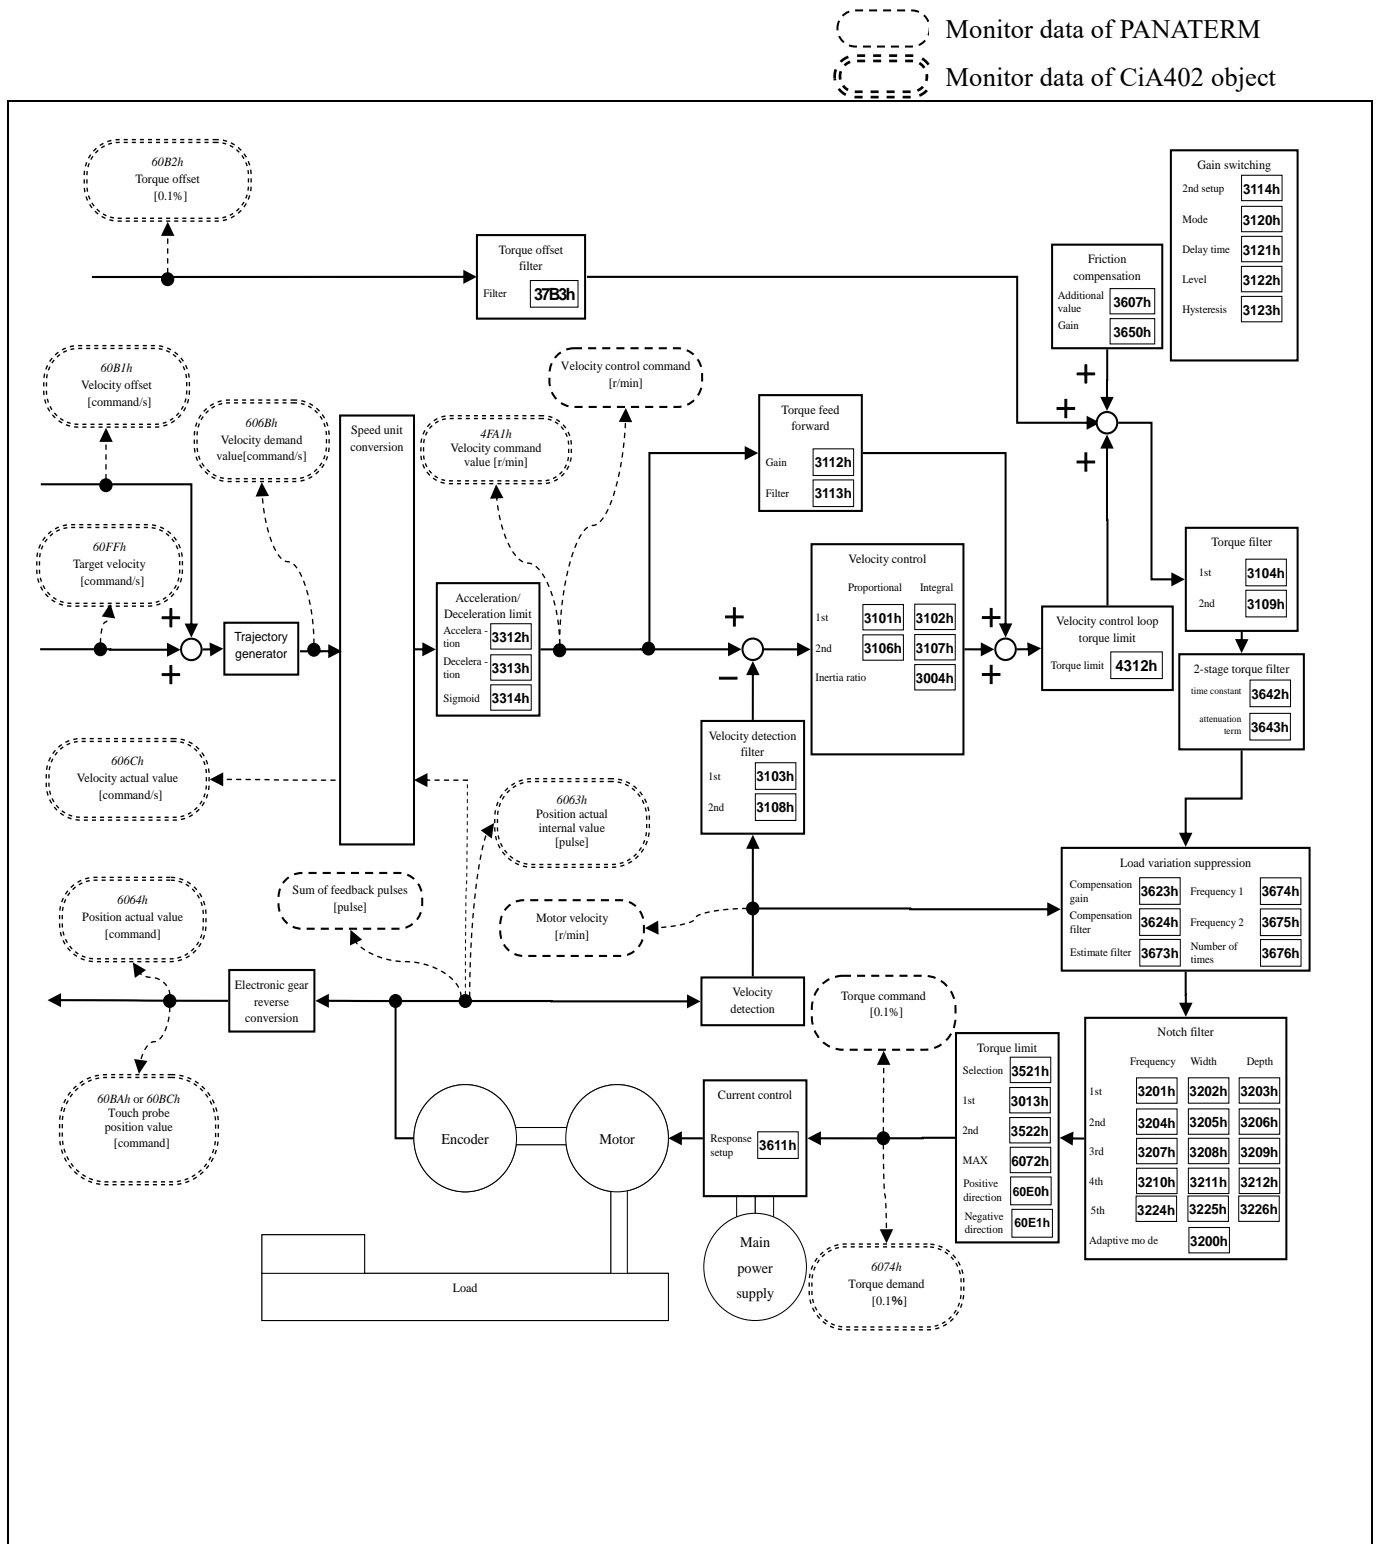 Monitor data of PANATERM
Monitor data of CiA402 object
60B2h
Torque offset
[0.1%]
Torque offset
filter
Filter 37B3h
Gain switching
2nd setup 3114h
Mode 3120h
Delay time 3121h
Level 3122h
Hysteresis 3123h
Friction
compensation
Additional
value 3607h
Gain 3650h
60B1h
Velocity offset
[command/s]
606Bh
Velocity demand
value[command/s]
Speed unit
conversion
4FA1h
Velocity command
value [r/min]
Velocity control command
[r/min]
Torque feed
forward
Gain 3112h
Filter 3113h
+
+
+
60FFh
Target velocity
[command/s]
+
+
Trajectory
generator
Acceleration/
Deceleration limit
Accelera -
tion 3312h
Decelera -
tion 3313h
Sigmoid 3314h
+
−
Velocity control
Proportional Integral
1st 3101h 3102h
2nd 3106h 3107h
Inertia ratio 3004h
+
+
Velocity control loop
torque limit
Torque limit 4312h
Torque filter
1st 3104h
2nd 3109h
2-stage torque filter
time constant 3642h
attenuation
term 3643h
Velocity detection
filter
1st 3103h
2nd 3108h
606Ch
Velocity actual value
[command/s]
6063h
Position actual
internal value
[pulse]
Sum of feedback pulses
[pulse]
Motor velocity
[r/min]
Load variation suppression
Compensation
gain 3623h Frequency 1 3674h
Compensation
filter 3624h Frequency 2 3675h
Estimate filter 3673h Number of
times 3676h
6064h
Position actual value
[command]
Electronic gear
reverse
conversion
Velocity
detection
Torque command
[0.1%]
60BAh or 60BCh
Touch probe
position value
[command]
Encoder
Motor
Current control
Response
setup 3611h
Torque limit
Selection 3521h
1st 3013h
2nd 3522h
MAX 6072h
Positive
direction 60E0h
Negative
direction 60E1h
Notch filter
Frequency Width Depth
1st 3201h 3202h 3203h
2nd 3204h 3205h 3206h
3rd 3207h 3208h 3209h
4th 3210h 3211h 3212h
5th 3224h 3225h 3226h
Adaptive mo de 3200h
Main
power
supply
6074h
Torque demand
[0.1%]
Load